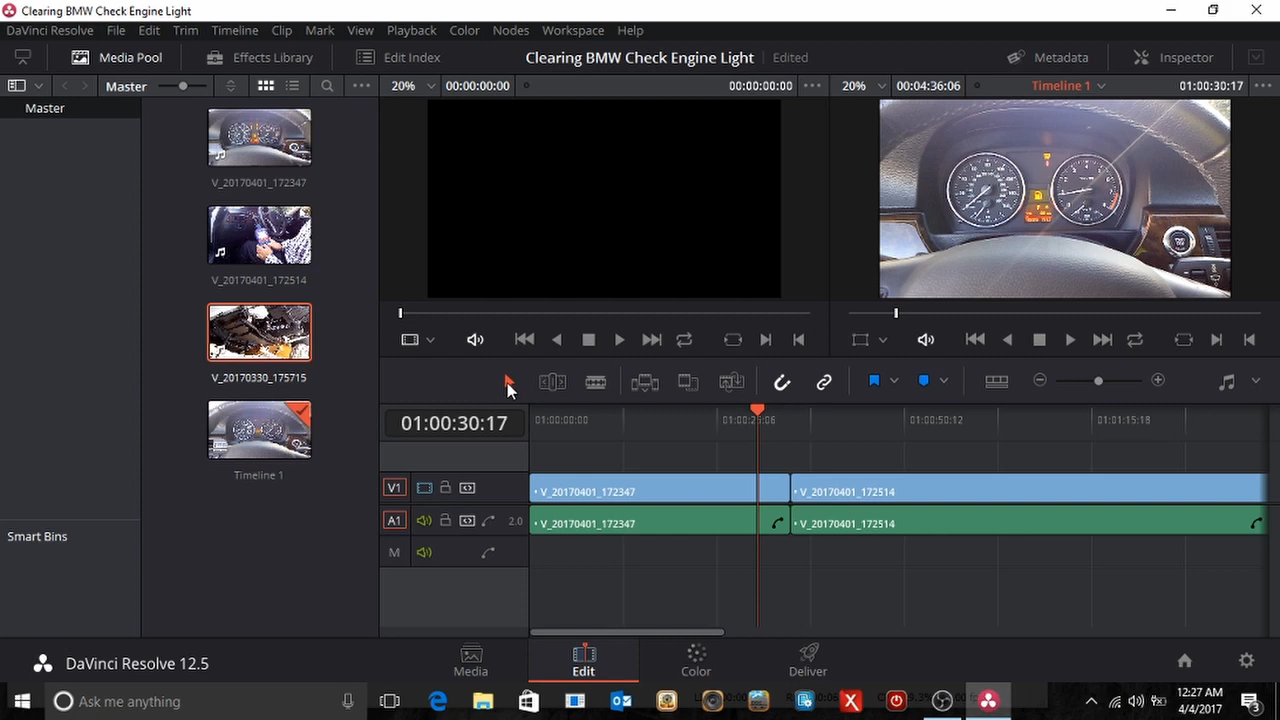 Clearing BMW Check Engine Light
DaVinci Resolve File Edit Trim Timeline Clip Mark View Playback Color Nodes Workspace Help
Media Pool Effects Library Edit Index Clearing BMW Check Engine Light Edited Metadata Inspector
Master 20% 00:00:00:00 00:00:00:00 20% 00:04:36:06 Timeline 1 01:00:30:17
Master
V_20170401_172347
V_20170401_172514
V_20170330_175715
Timeline 1
01:00:30:17
01:00:00:00 01:00:25:06 01:00:50:12 01:01:15:18
V1 V_20170401_172347 V_20170401_172514
A1 2.0 V_20170401_172347 V_20170401_172514
M
Smart Bins
DaVinci Resolve 12.5
Media Edit Color Deliver
Ask me anything
12:27 AM
4/4/2017
3